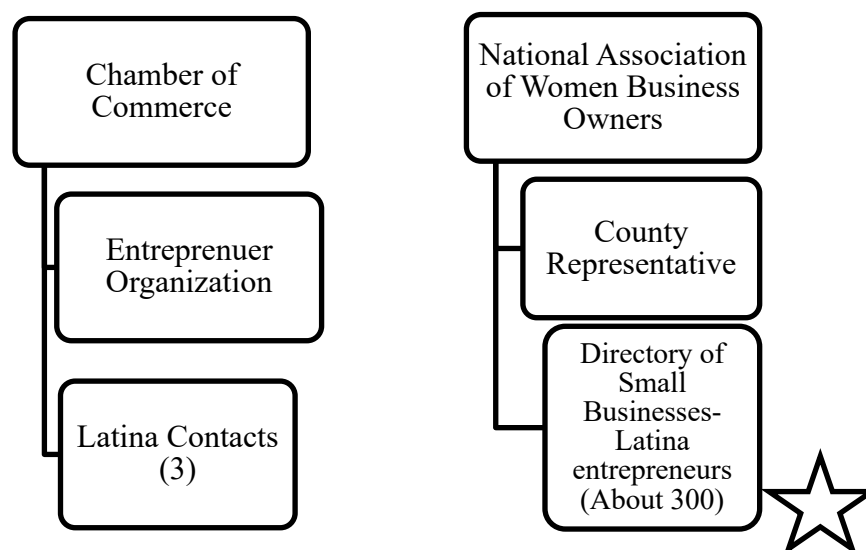 Chamber of
Commerce
Entreprenuer
Organization
Latina Contacts
(3)
National Association
of Women Business
Owners
County
Representative
Directory of
Small
Businesses-
Latina
entrepreneurs
(About 300)